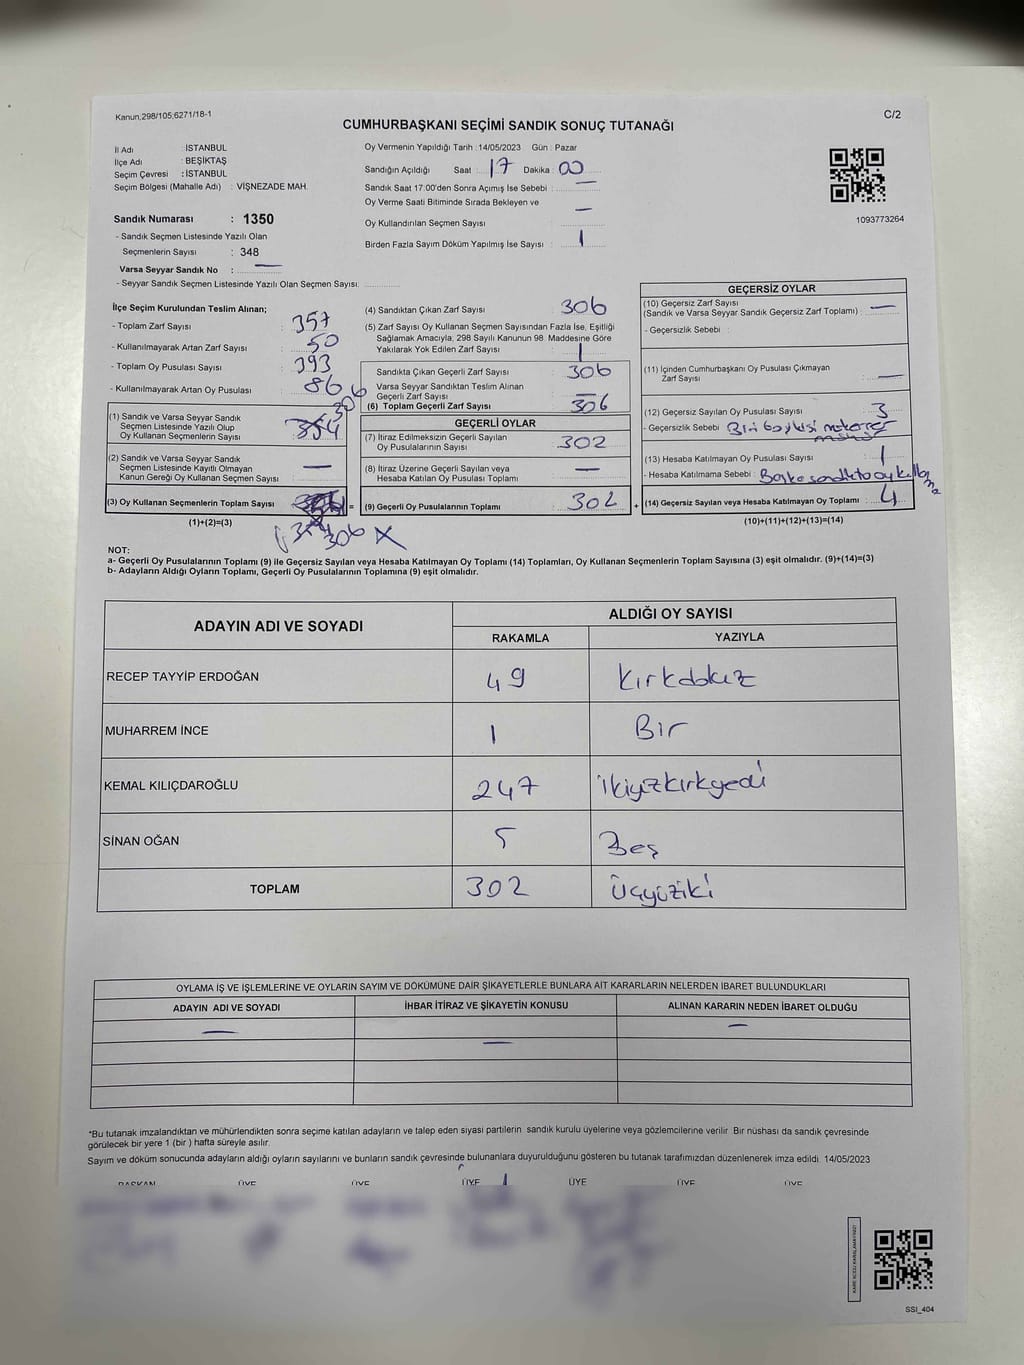 Kanun,298/105,6271/18-1
C/2
CUMHURBAŞKANI SEÇİMİ SANDIK SONUÇ TUTANAĞI
İl Adı : İSTANBUL
İlçe Adı : BEŞİKTAŞ
Seçim Çevresi : İSTANBUL
Seçim Bölgesi (Mahalle Adı) : VİŞNEZADE MAH.
Sandık Numarası : 1350
- Sandık Seçmen Listesinde Yazılı Olan
Seçmenlerin Sayısı : 348
Varsa Seyyar Sandık No : —
- Seyyar Sandık Seçmen Listesinde Yazılı Olan Seçmen Sayısı:
Oy Vermenin Yapıldığı Tarih : 14/05/2023 Gün : Pazar
Sandığın Açıldığı Saat : 17 Dakika : 00
Sandık Saat 17:00'den Sonra Açımış İse Sebebi : —
Oy Verme Saati Bitiminde Sırada Bekleyen ve
Oy Kullandırılan Seçmen Sayısı : —
Birden Fazla Sayım Döküm Yapılmış İse Sayısı : 1
1093773264
İlçe Seçim Kurulundan Teslim Alınan;
- Toplam Zarf Sayısı : 357
- Kullanılmayarak Artan Zarf Sayısı : 50
- Toplam Oy Pusulası Sayısı : 393
- Kullanılmayarak Artan Oy Pusulası : 86
306
(1) Sandık ve Varsa Seyyar Sandık
Seçmen Listesinde Yazılı Olup
Oy Kullanan Seçmenlerin Sayısı
(2) Sandık ve Varsa Seyyar Sandık
Seçmen Listesinde Kayıtlı Olmayan
Kanun Gereği Oy Kullanan Seçmen Sayısı : —
(3) Oy Kullanan Seçmenlerin Toplam Sayısı =
(1)+(2)=(3)
306 X
(4) Sandıktan Çıkan Zarf Sayısı : 306
(5) Zarf Sayısı Oy Kullanan Seçmen Sayısından Fazla İse, Eşitliği
Sağlamak Amacıyla, 298 Sayılı Kanunun 98. Maddesine Göre
Yakılarak Yok Edilen Zarf Sayısı : 1
Sandıkta Çıkan Geçerli Zarf Sayısı : 306
Varsa Seyyar Sandıktan Teslim Alınan
Geçerli Zarf Sayısı : —
(6) Toplam Geçerli Zarf Sayısı : 306
GEÇERLİ OYLAR
(7) İtiraz Edilmeksizin Geçerli Sayılan
Oy Pusulalarının Sayısı : 302
(8) İtiraz Üzerine Geçerli Sayılan veya
Hesaba Katılan Oy Pusulası Toplamı : —
(9) Geçerli Oy Pusulalarının Toplamı : 302 +
GEÇERSİZ OYLAR
(10) Geçersiz Zarf Sayısı
(Sandık ve Varsa Seyyar Sandık Geçersiz Zarf Toplamı) : —
- Geçersizlik Sebebi :
(11) İçinden Cumhurbaşkanı Oy Pusulası Çıkmayan
Zarf Sayısı : —
(12) Geçersiz Sayılan Oy Pusulası Sayısı : 3
- Geçersizlik Sebebi
(13) Hesaba Katılmayan Oy Pusulası Sayısı : 1
- Hesaba Katılmama Sebebi :
(14) Geçersiz Sayılan veya Hesaba Katılmayan Oy Toplamı : 4
(10)+(11)+(12)+(13)=(14)
NOT:
a- Geçerli Oy Pusulalarının Toplamı (9) ile Geçersiz Sayılan veya Hesaba Katılmayan Oy Toplamı (14) Toplamları, Oy Kullanan Seçmenlerin Toplam Sayısına (3) eşit olmalıdır. (9)+(14)=(3)
b- Adayların Aldığı Oyların Toplamı, Geçerli Oy Pusulalarının Toplamına (9) eşit olmalıdır.
ADAYIN ADI VE SOYADI ALDIĞI OY SAYISI
RAKAMLA YAZIYLA
RECEP TAYYİP ERDOĞAN 49 Kırkdokuz
MUHARREM İNCE 1 Bir
KEMAL KILIÇDAROĞLU 247 ikiyüzkırkyedi
SİNAN OĞAN 5 Beş
TOPLAM 302 Üçyüziki
OYLAMA İŞ VE İŞLEMLERİNE VE OYLARIN SAYIM VE DÖKÜMÜNE DAİR ŞİKAYETLERLE BUNLARA AİT KARARLARIN NELERDEN İBARET BULUNDUKLARI
ADAYIN ADI VE SOYADI İHBAR İTİRAZ VE ŞİKAYETİN KONUSU ALINAN KARARIN NEDEN İBARET OLDUĞU
— — —
*Bu tutanak imzalandıktan ve mühürlendikten sonra seçime katılan adayların ve talep eden siyasi partilerin sandık kurulu üyelerine veya gözlemcilerine verilir. Bir nüshası da sandık çevresinde
görülecek bir yere 1 (bir ) hafta süreyle asılır.
Sayım ve döküm sonucunda adayların aldığı oyların sayılarını ve bunların sandık çevresinde bulunanlara duyurulduğunu gösteren bu tutanak tarafımızdan düzenlenerek imza edildi. 14/05/2023
BAŞKAN ÜYE ÜYE ÜYE ÜYE ÜYE ÜYE
SSI_404